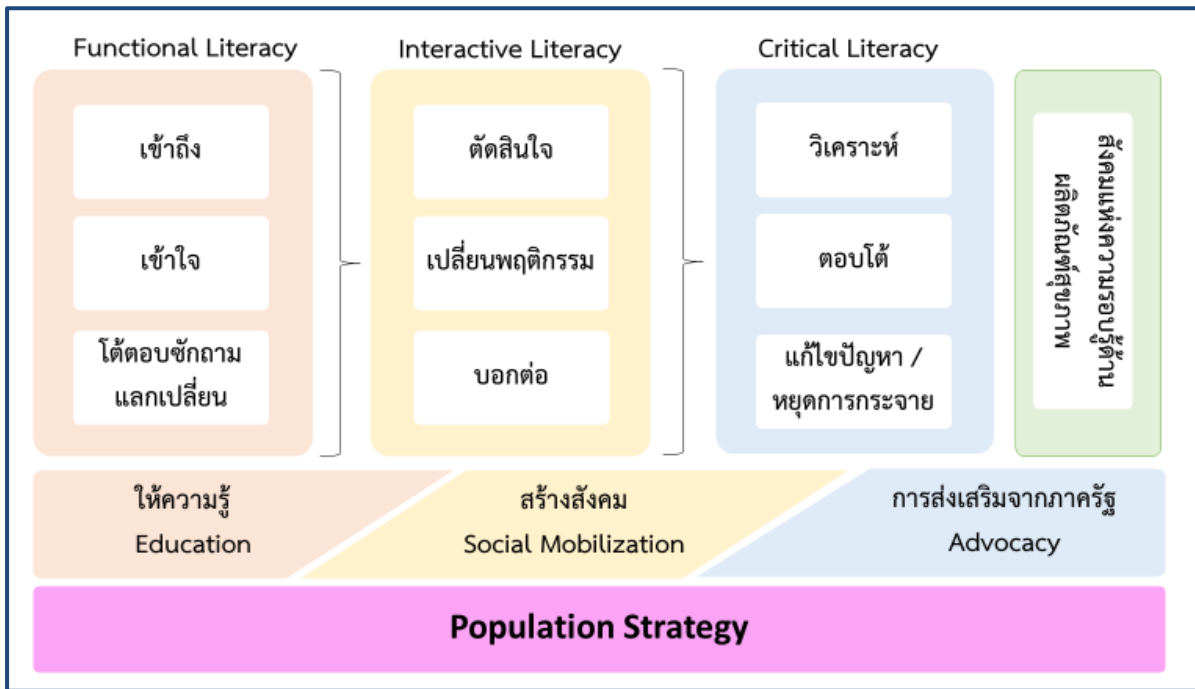 Functional Literacy
เข้าถึง
เข้าใจ
โต้ตอบซักถาม
แลกเปลี่ยน
Interactive Literacy
ตัดสินใจ
เปลี่ยนพฤติกรรม
บอกต่อ
Critical Literacy
วิเคราะห์
ตอบโต้
แก้ไขปัญหา /
หยุดการกระจาย
สังคมแห่งความรอบรู้ด้าน
ผลิตภัณฑ์สุขภาพ
ให้ความรู้
Education
สร้างสังคม
Social Mobilization
การส่งเสริมจากภาครัฐ
Advocacy
Population Strategy